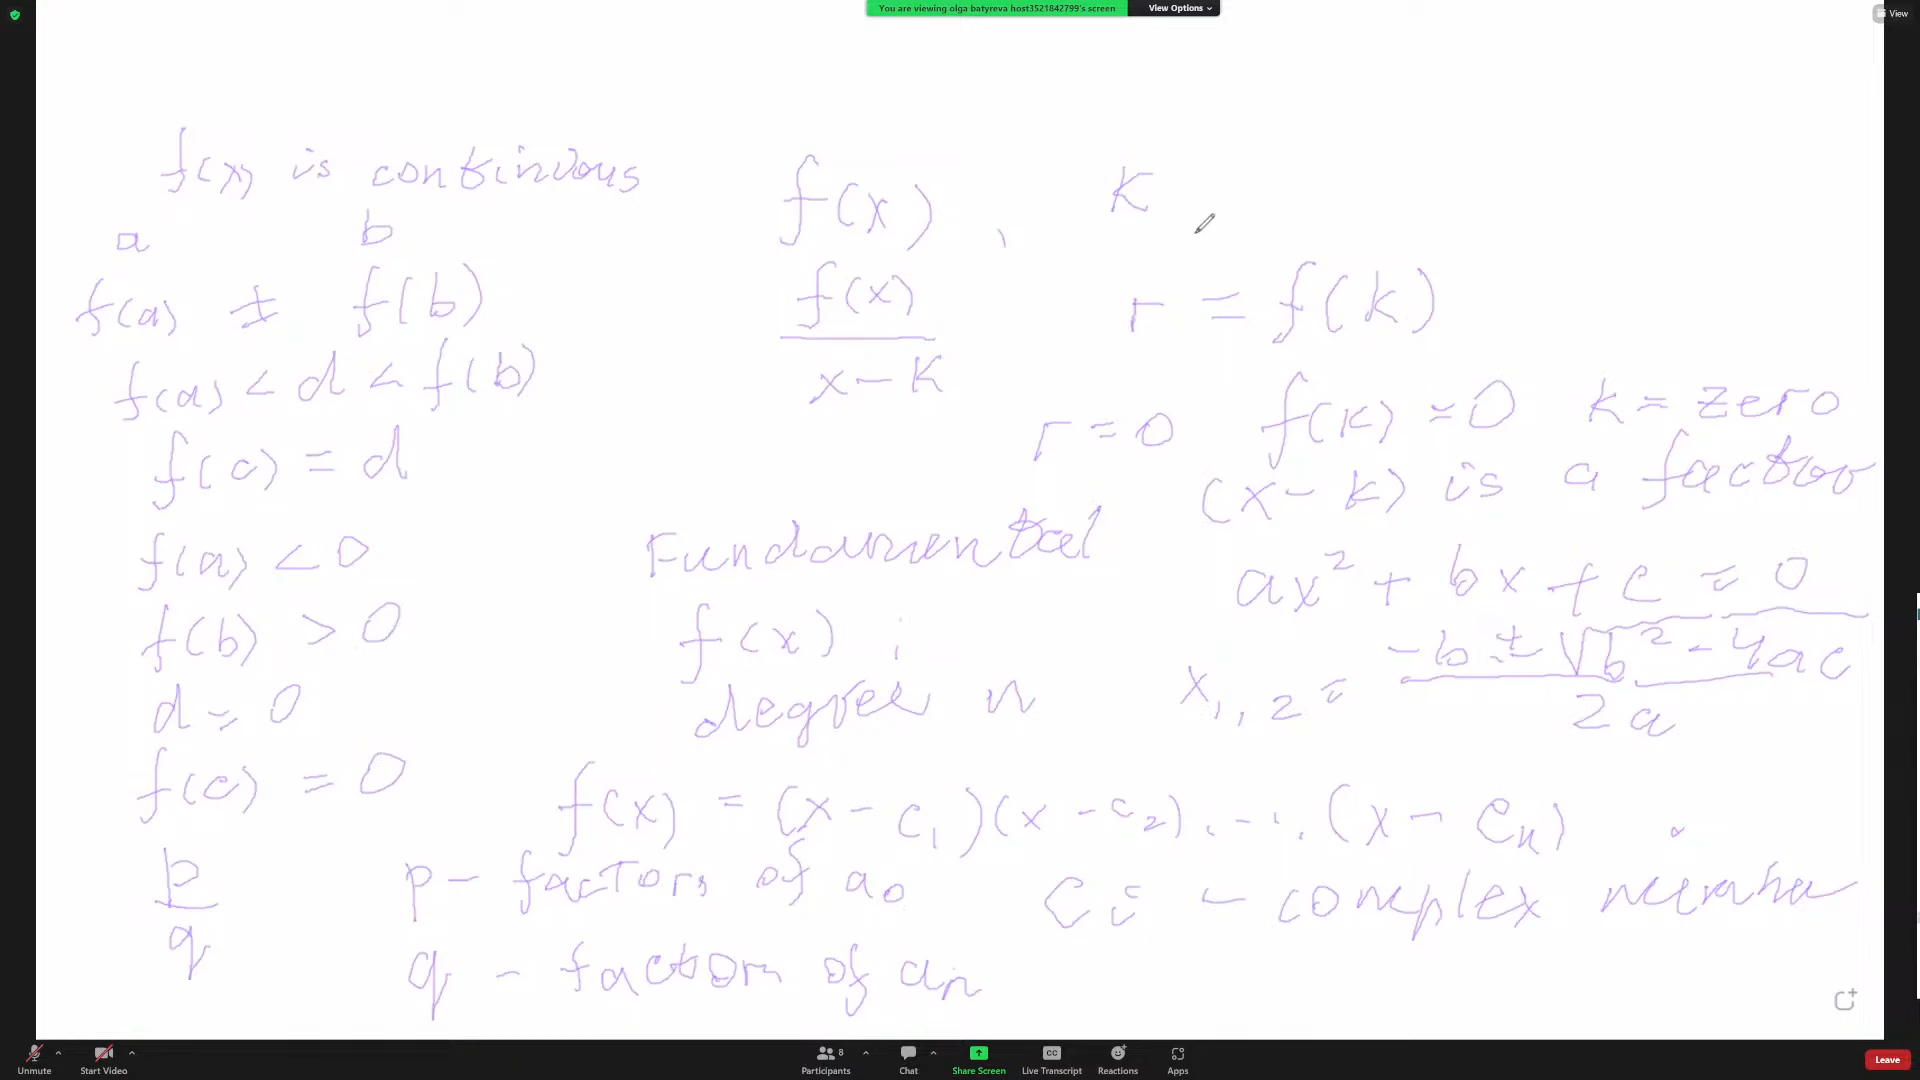 You are viewing olga batyreva host3521842799's screen
View Options
View
f(x) is continuous
a b
f(a) ≠ f(b)
f(a) < d < f(b)
f(c) = d
f(a) < 0
f(b) > 0
d = 0
f(c) = 0
f(x), K
f(x)
x - K
r = f(k)
r = 0 f(k) = 0 k = zero
(x - k) is a factor
Fundamental
f(x),
degree n
ax² + bx + c = 0
x₁,₂ = -b ± √b² - 4ac
2a
f(x) = (x - c₁)(x - c₂) . - . . (x - cₙ)
p
q
p - factors of a₀
q - factors of aₙ
Ci - complex number
Unmute
Start Video
Participants 8
Chat
Share Screen
CC
Live Transcript
Reactions
Apps
Leave